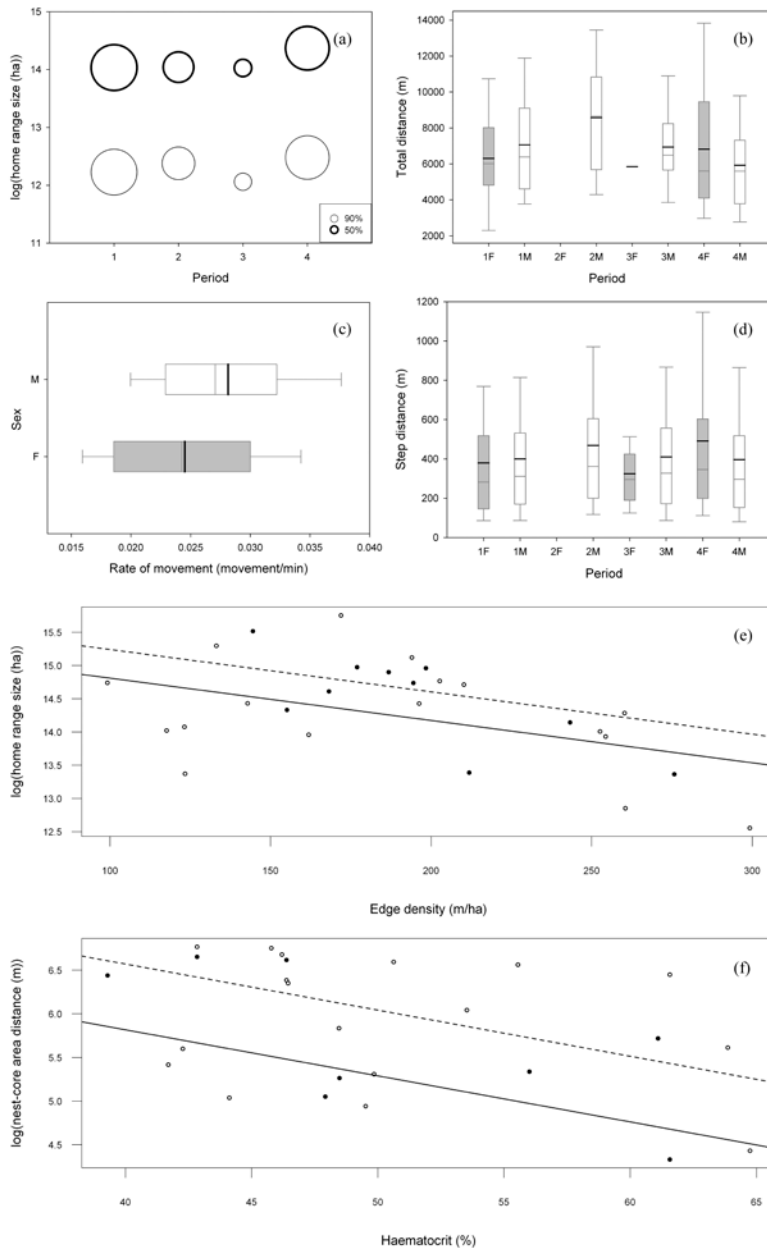 (a)
log(home range size (ha))
15
14
13
12
11
1 2 3 4
Period
90%
50%
(b)
Total distance (m)
14000
12000
10000
8000
6000
4000
2000
1F 1M 2F 2M 3F 3M 4F 4M
Period
(c)
Sex
M
F
0.015 0.020 0.025 0.030 0.035 0.040
Rate of movement (movement/min)
(d)
Step distance (m)
1200
1000
800
600
400
200
0
1F 1M 2F 2M 3F 3M 4F 4M
Period
(e)
log(home range size (ha))
15.5
15.0
14.5
14.0
13.5
13.0
12.5
100 150 200 250 300
Edge density (m/ha)
(f)
log(nest-core area distance (m))
6.5
6.0
5.5
5.0
4.5
40 45 50 55 60 65
Haematocrit (%)